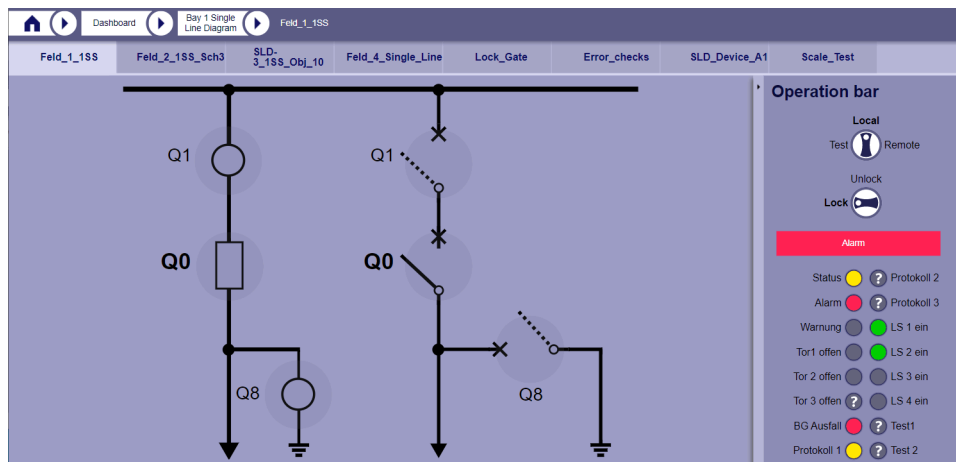 Dashboard
Bay 1 Single
Line Diagram
Feld_1_1SS
Feld_1_1SS
Feld_2_1SS_Sch3
SLD-
3_1SS_Obj_10
Feld_4_Single_Line
Lock_Gate
Error_checks
SLD_Device_A1
Scale_Test
Q1
Q0
Q8
Q1
Q0
Q8
Operation bar
Local
Test Remote
Unlock
Lock
Alarm
Status ? Protokoll 2
Alarm ? Protokoll 3
Warnung LS 1 ein
Tor1 offen LS 2 ein
Tor 2 offen LS 3 ein
Tor 3 offen ? LS 4 ein
BG Ausfall ? Test1
Protokoll 1 ? Test 2